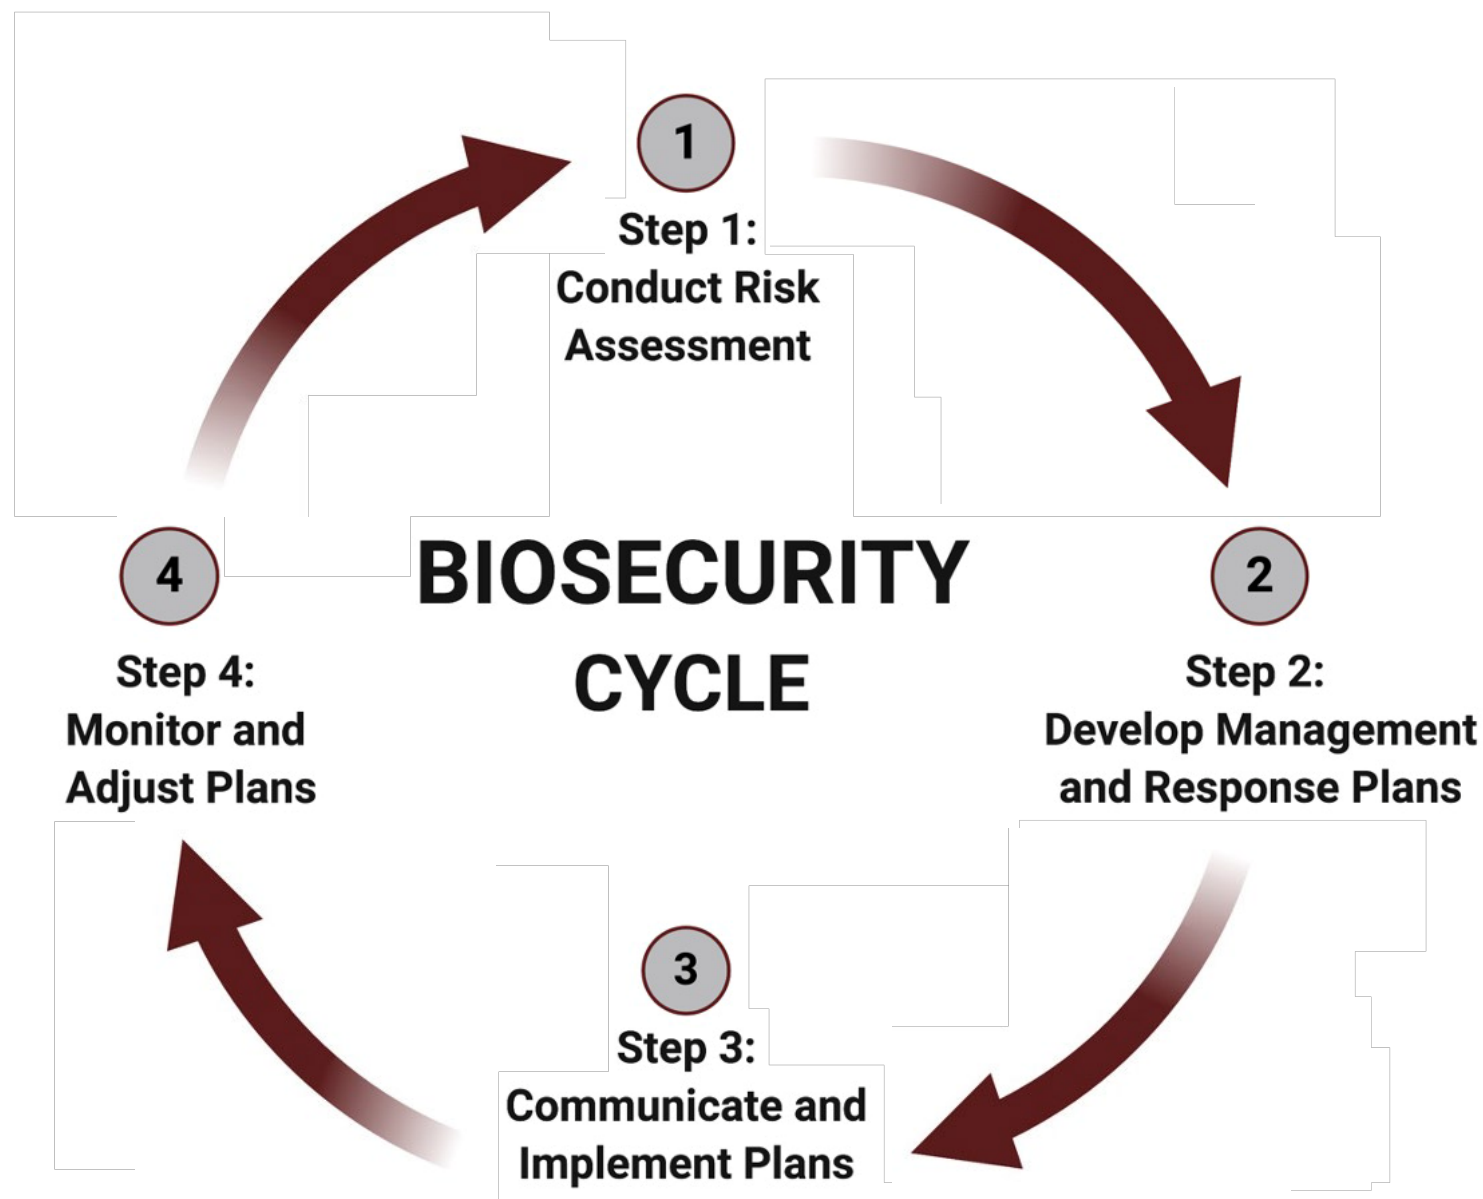 1
Step 1:
Conduct Risk
Assessment
2
Step 2:
Develop Management
and Response Plans
3
Step 3:
Communicate and
Implement Plans
4
Step 4:
Monitor and
Adjust Plans
BIOSECURITY
CYCLE